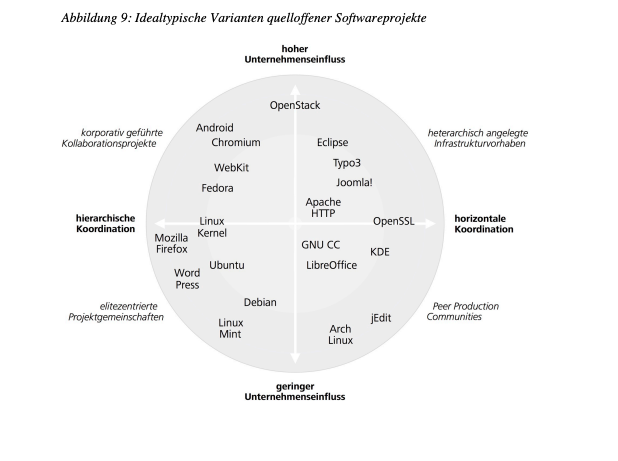 Abbildung 9: Idealtypische Varianten quelloffener Softwareprojekte
hoher
Unternehmenseinfluss
OpenStack
korporativ geführte
Kollaborationsprojekte
Android
Chromium
Eclipse
heterarchisch angelegte
Infrastrukturvorhaben
WebKit
Typo3
Fedora
Joomla!
Apache
HTTP
hierarchische
Koordination
Linux
Kernel
OpenSSL
horizontale
Koordination
Mozilla
Firefox
GNU CC
KDE
Word
Press
Ubuntu
LibreOffice
elitezentrierte
Projektgemeinschaften
Debian
Peer Production
Communities
Linux
Mint
Arch
Linux
jEdit
geringer
Unternehmenseinfluss